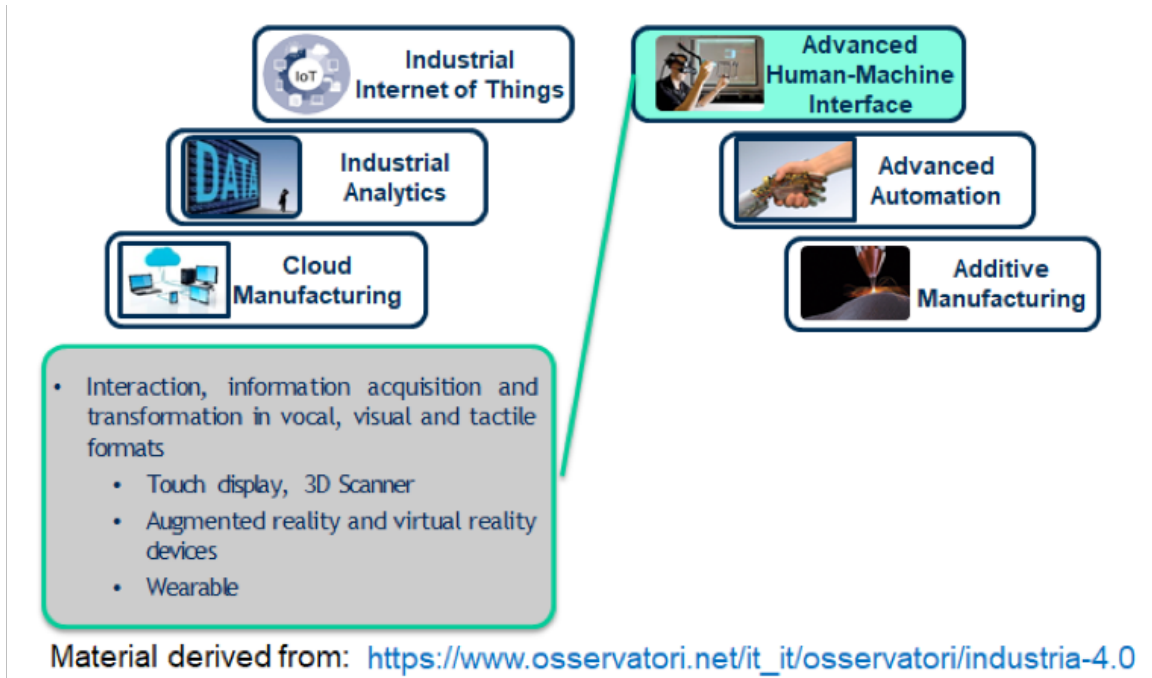 IoT
Industrial
Internet of Things
DATA
Industrial
Analytics
Cloud
Manufacturing
Advanced
Human-Machine
Interface
Advanced
Automation
Additive
Manufacturing
• Interaction, information acquisition and
transformation in vocal, visual and tactile
formats
• Touch display, 3D Scanner
• Augmented reality and virtual reality
devices
• Wearable
Material derived from: https://www.osservatori.net/it_it/osservatori/industria-4.0